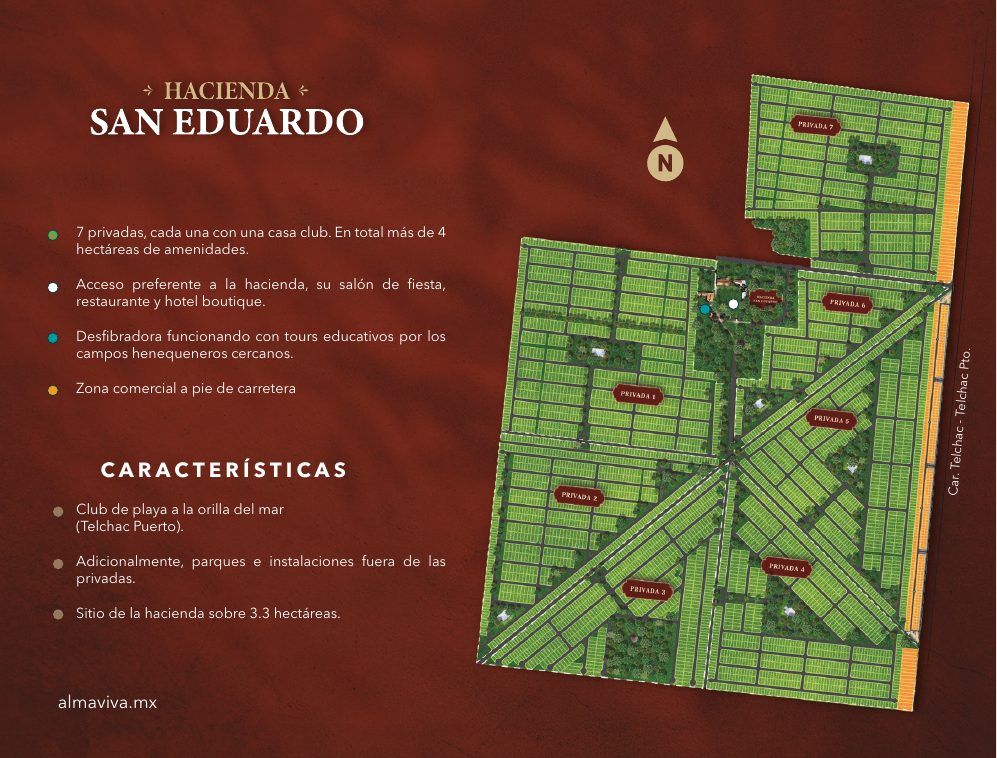 HACIENDA
SAN EDUARDO
7 privadas, cada una con una casa club. En total más de 4
hectáreas de amenidades.
Acceso preferente a la hacienda, su salón de fiesta,
restaurante y hotel boutique.
Desfibradora funcionando con tours educativos por los
campos henequeneros cercanos.
Zona comercial a pie de carretera
CARACTERÍSTICAS
Club de playa a la orilla del mar
(Telchac Puerto).
Adicionalmente, parques e instalaciones fuera de las
privadas.
Sitio de la hacienda sobre 3.3 hectáreas.
almaviva.mx
N
PRIVADA 7
HACIENDA
SAN EDUARDO
PRIVADA 6
PRIVADA 1
PRIVADA 5
PRIVADA 2
PRIVADA 4
PRIVADA 3
Car. Telchac - Telchac Pto.